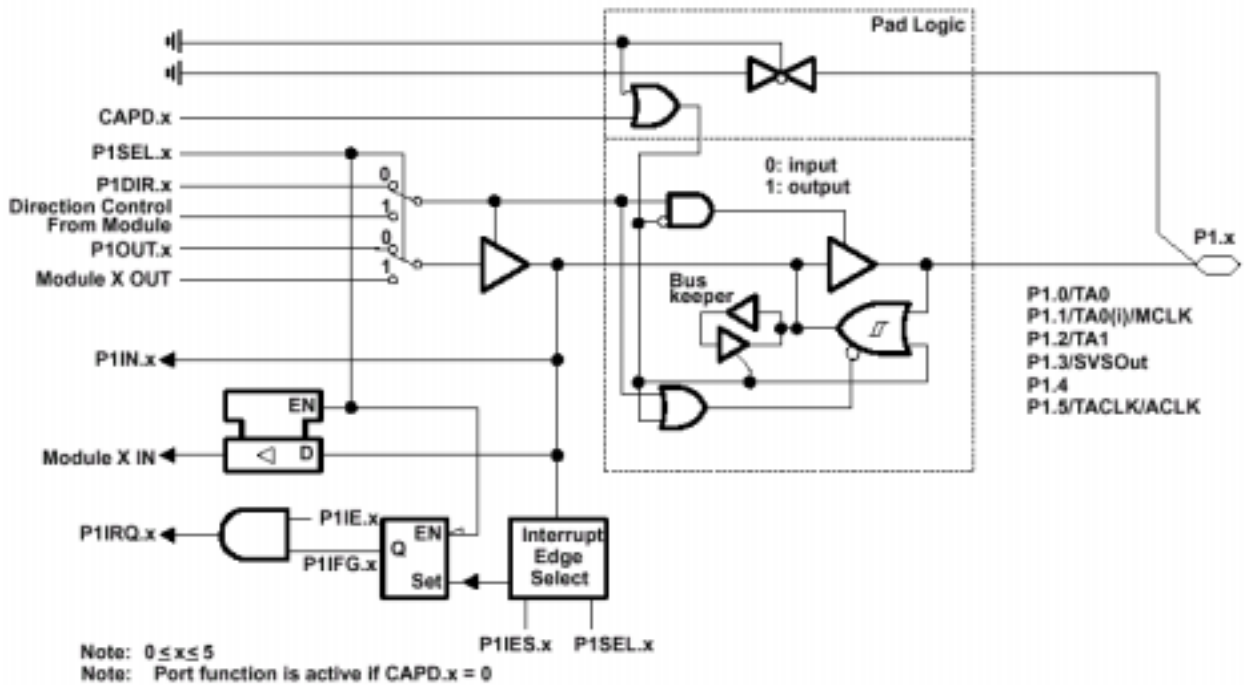 Pad Logic
CAPD.x
P1SEL.x
P1DIR.x
0
Direction Control
From Module
1
P1OUT.x
0
Module X OUT
1
0: input
1: output
P1.x
Bus
keeper
P1.0/TA0
P1.1/TA0(i)/MCLK
P1.2/TA1
P1.3/SVSOut
P1.4
P1.5/TACLK/ACLK
P1IN.x
EN
Module X IN
D
P1IRQ.x
P1IE.x
P1IFG.x
EN
Q
Set
Interrupt
Edge
Select
P1IES.x
P1SEL.x
Note: 0 ≤ x ≤ 5
Note: Port function is active if CAPD.x = 0